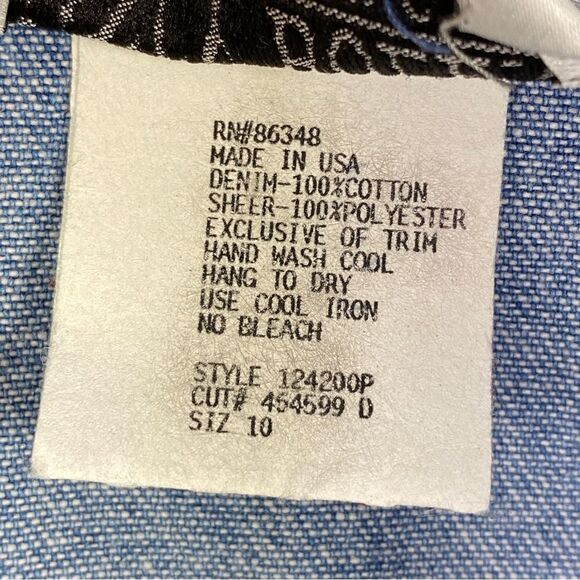 RN#86348
MADE IN USA
DENIM-100%COTTON
SHEER-100%POLYESTER
EXCLUSIVE OF TRIM
HAND WASH COOL
HANG TO DRY
USE COOL IRON
NO BLEACH
STYLE 124200P
CUT# 454599 D
SIZ 10